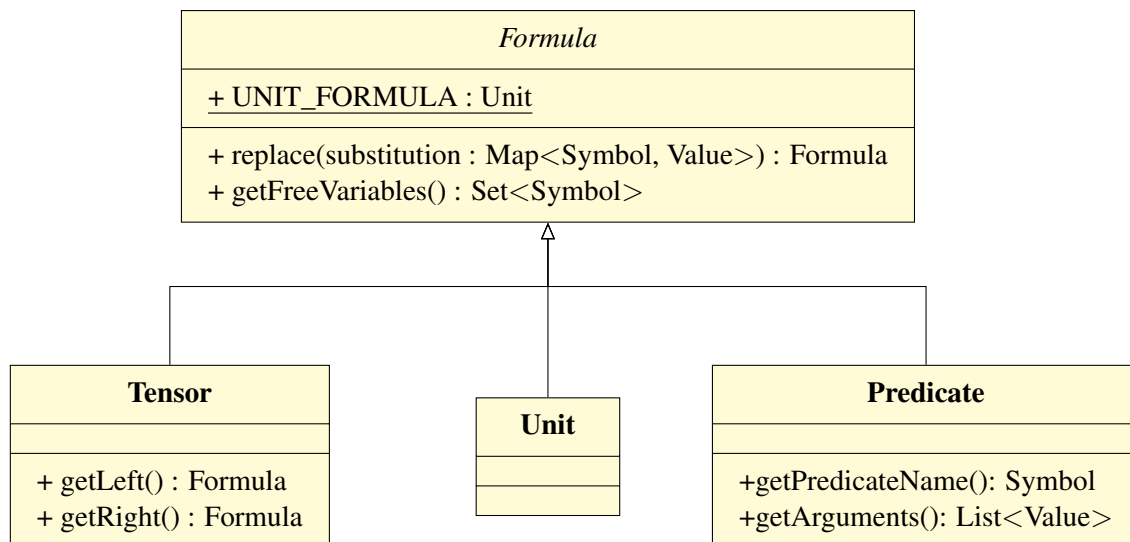 Formula
+ UNIT_FORMULA : Unit
+ replace(substitution : Map<Symbol, Value>) : Formula
+ getFreeVariables() : Set<Symbol>
Tensor
+ getLeft() : Formula
+ getRight() : Formula
Unit
Predicate
+getPredicateName(): Symbol
+getArguments(): List<Value>